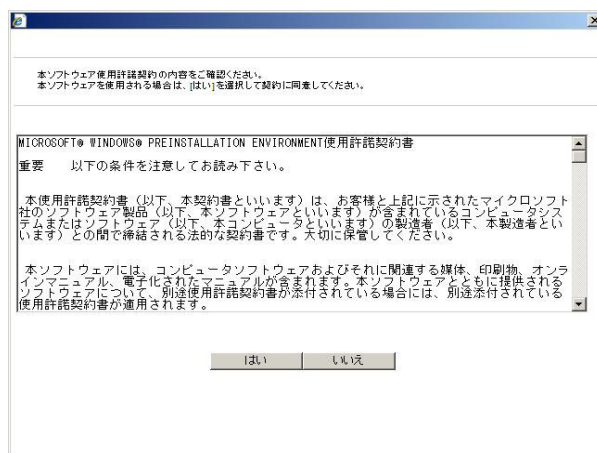 本ソフトウェア使用許諾契約の内容をご確認ください。
本ソフトウェアを使用される場合は、[はい]を選択して契約に同意してください。
MICROSOFT® WINDOWS® PREINSTALLATION ENVIRONMENT使用許諾契約書
重要　以下の条件を注意してお読み下さい。
本使用許諾契約書（以下、本契約書といいます）は、お客様と上記に示されたマイクロソフト
社のソフトウェア製品（以下、本ソフトウェアといいます）が含まれているコンピュータシス
テムまたはソフトウェア（以下、本コンピュータといいます）の製造者（以下、本製造者とい
います）との間で締結される法的な契約書です。大切に保管してください。
本ソフトウェアには、コンピュータソフトウェアおよびそれに関連する媒体、印刷物、オンラ
インマニュアル、電子化されたマニュアルが含まれます。本ソフトウェアとともに提供される
ソフトウェアについて、別途使用許諾契約書が添付されている場合には、別途添付されている
使用許諾契約書が適用されます。
はい
いいえ